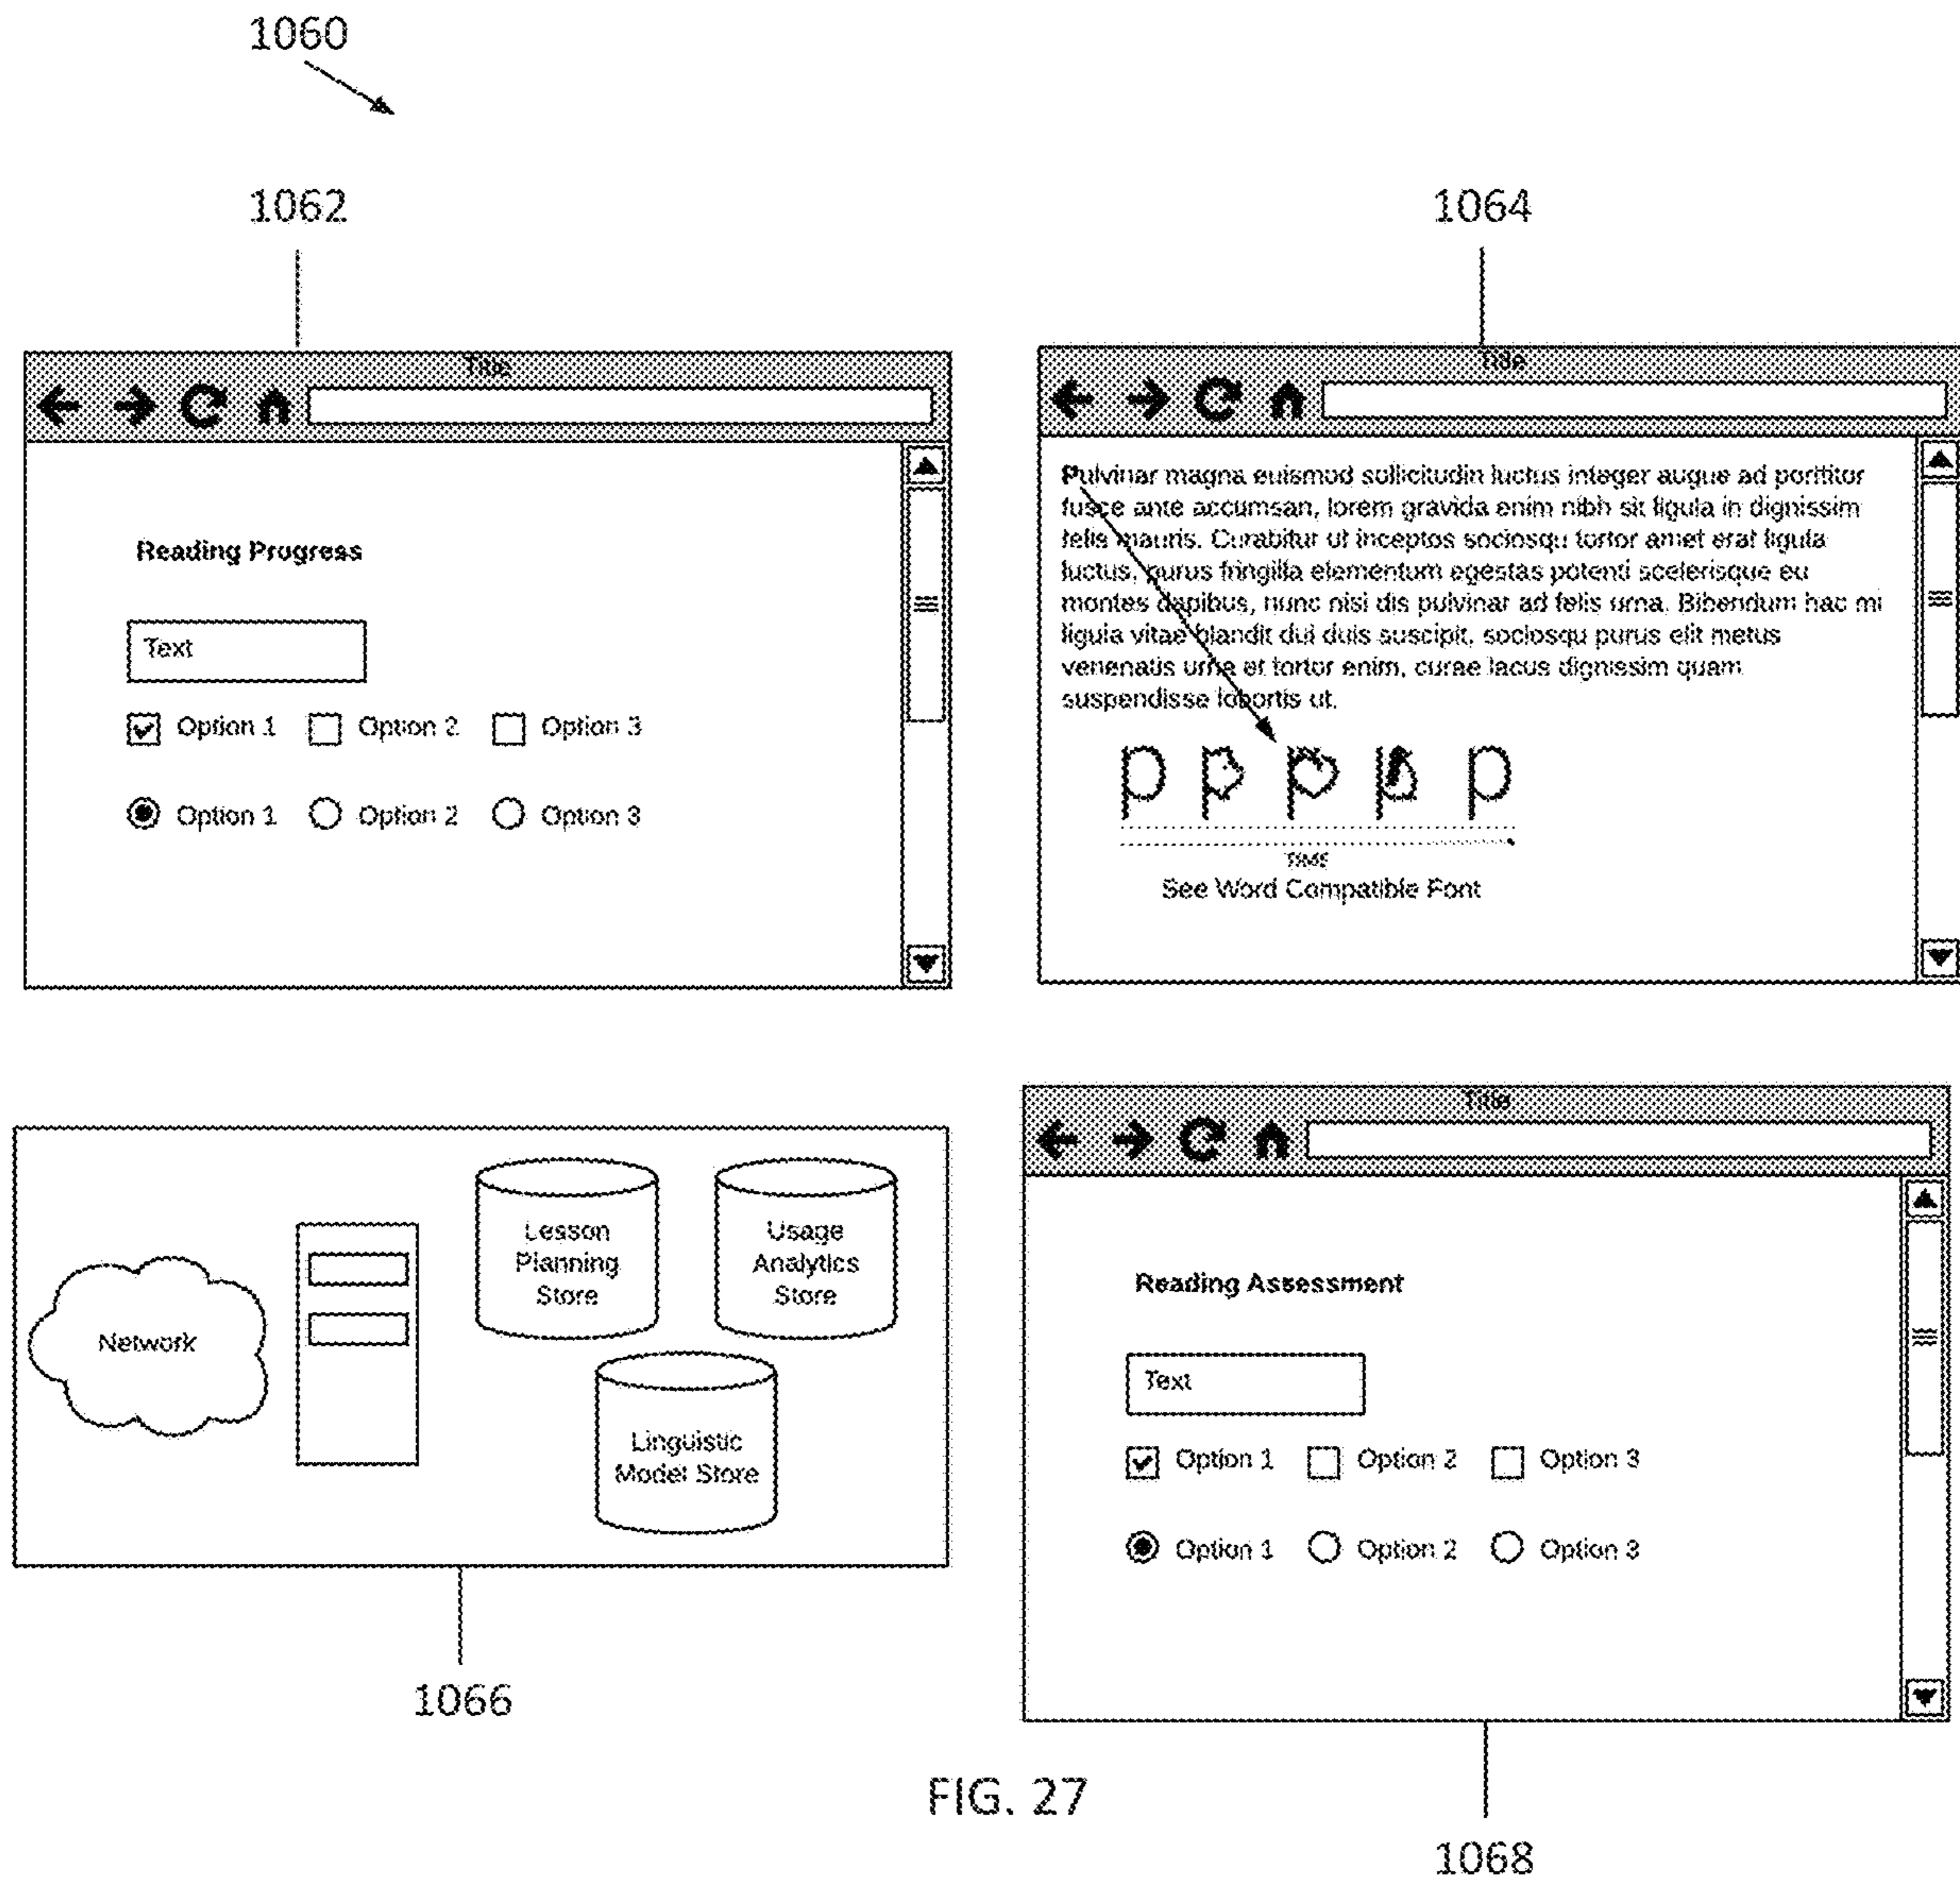 1060
1062
1064
Title
Reading Progress
Text
Option 1 Option 2 Option 3
Option 1 Option 2 Option 3
Title
Pulvinar magna euismod sollicitudin luctus integer augue ad porttitor
fusce ante accumsan, lorem gravida enim nibh sit ligula in dignissim
felis mauris. Curabitur ut inceptos sociosqu tortor amet erat ligula
luctus, purus fringilla elementum egestas potenti scelerisque eu
montes dapibus, nunc nisi dis pulvinar ad felis urna. Bibendum hac mi
ligula vitae blandit dui duis suscipit, sociosqu purus elit metus
venenatis urna et tortor enim, curae lacus dignissim quam
suspendisse lobortis ut.
p p p p p
TIME
See Word Compatible Font
Network
Lesson
Planning
Store
Usage
Analytics
Store
Linguistic
Model Store
1066
Title
Reading Assessment
Text
Option 1 Option 2 Option 3
Option 1 Option 2 Option 3
1068
FIG. 27